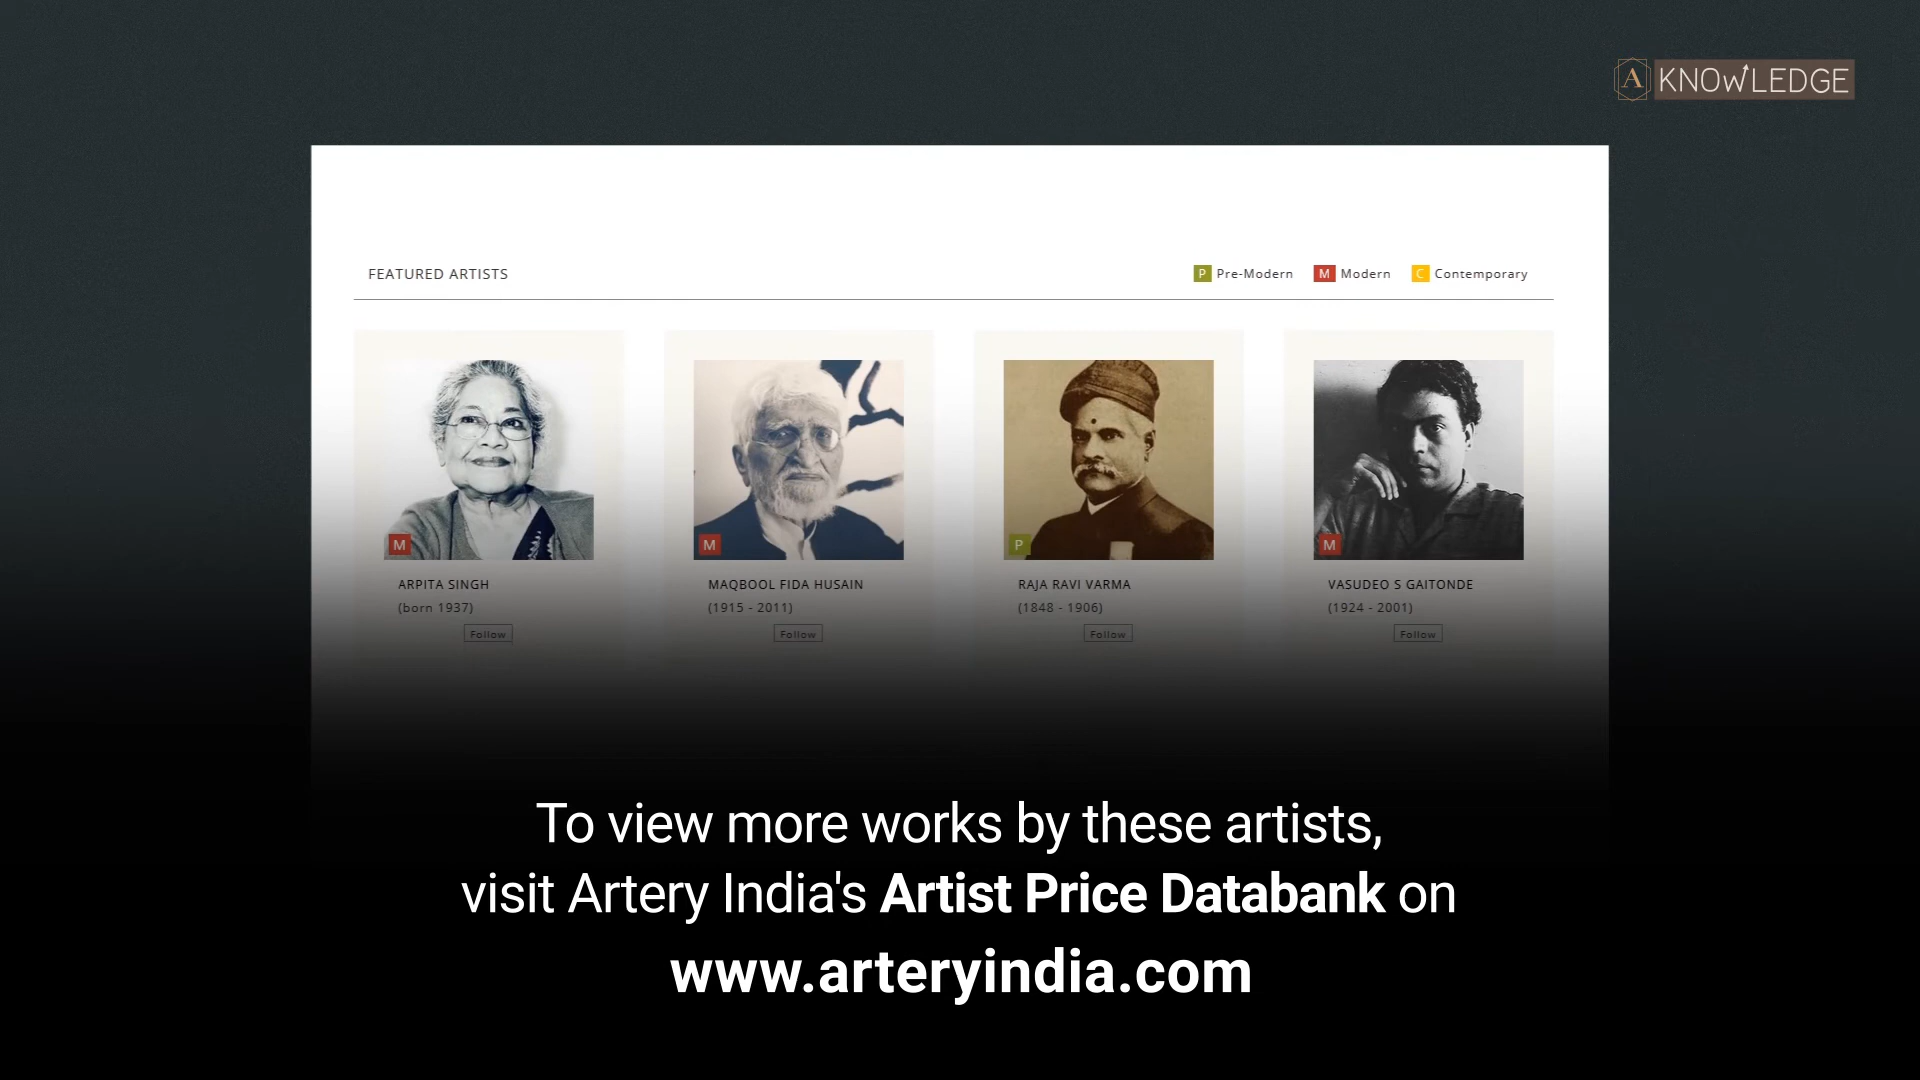 A KNOWLEDGE
FEATURED ARTISTS
P Pre-Modern M Modern C Contemporary
M M P M
ARPITA SINGH MAQBOOL FIDA HUSAIN RAJA RAVI VARMA VASUDEO S GAITONDE
(born 1937) (1915 - 2011) (1848 - 1906) (1924 - 2001)
Follow Follow Follow Follow
To view more works by these artists,
visit Artery India's Artist Price Databank on
www.arteryindia.com